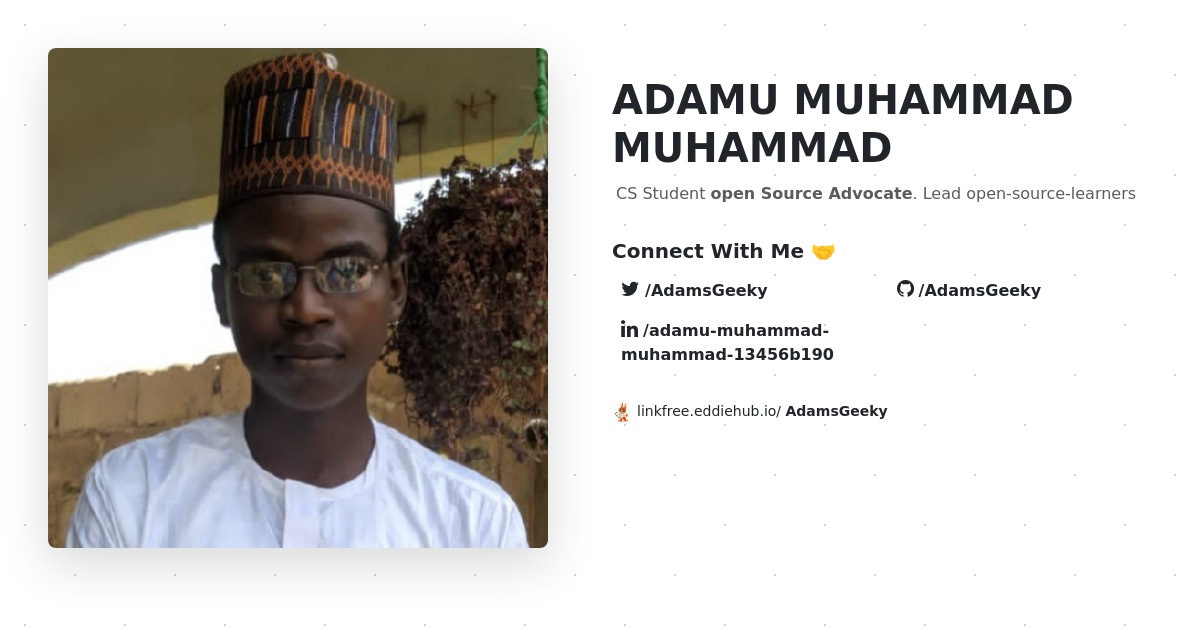 ADAMU MUHAMMAD
MUHAMMAD
CS Student open Source Advocate. Lead open-source-learners
Connect With Me 🤝
/AdamsGeeky
/AdamsGeeky
/adamu-muhammad-
muhammad-13456b190
linkfree.eddiehub.io/ AdamsGeeky